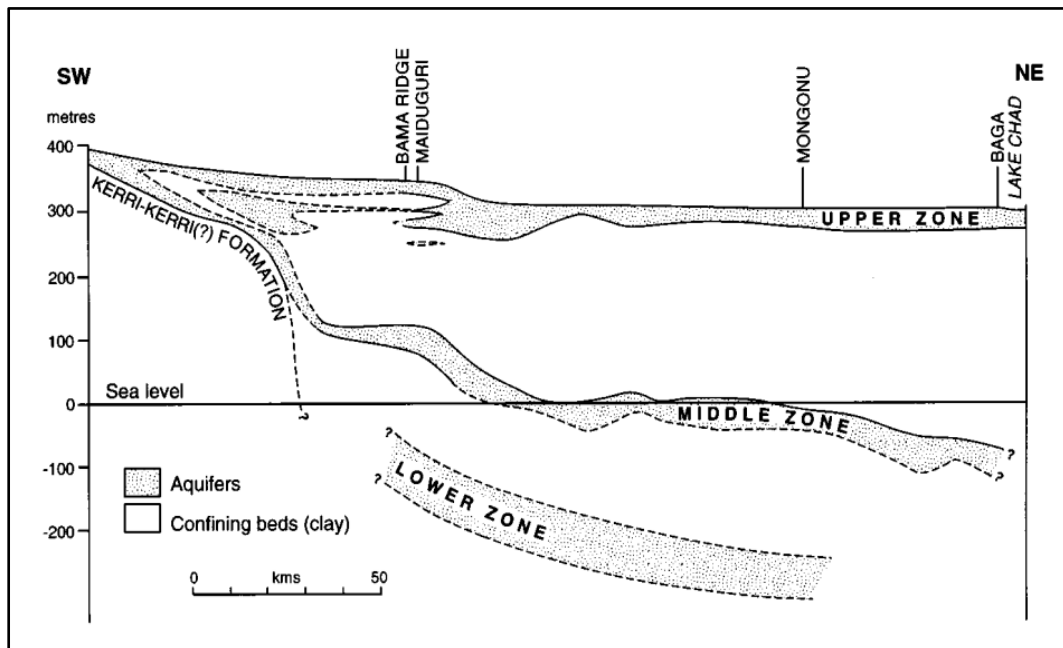 SW
NE
metres
BAMA RIDGE
MAIDUGURI
MONGONU
BAGA
LAKE CHAD
400
300
200
100
0
-100
-200
KERRI-KERRI(?) FORMATION
UPPER ZONE
Sea level
?
MIDDLE ZONE
?
?
?
?
LOWER ZONE
Aquifers
Confining beds (clay)
0 kms 50